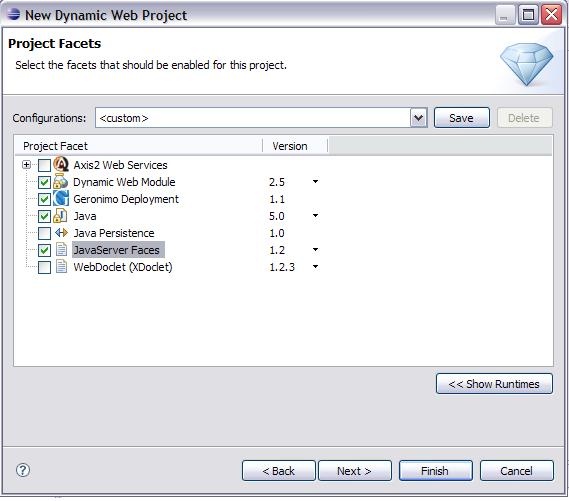 New Dynamic Web Project
Project Facets
Select the facets that should be enabled for this project.
Configurations: <custom> Save Delete
Project Facet Version
Axis2 Web Services
Dynamic Web Module 2.5
Geronimo Deployment 1.1
Java 5.0
Java Persistence 1.0
JavaServer Faces 1.2
WebDoclet (XDoclet) 1.2.3
<< Show Runtimes
? < Back Next > Finish Cancel